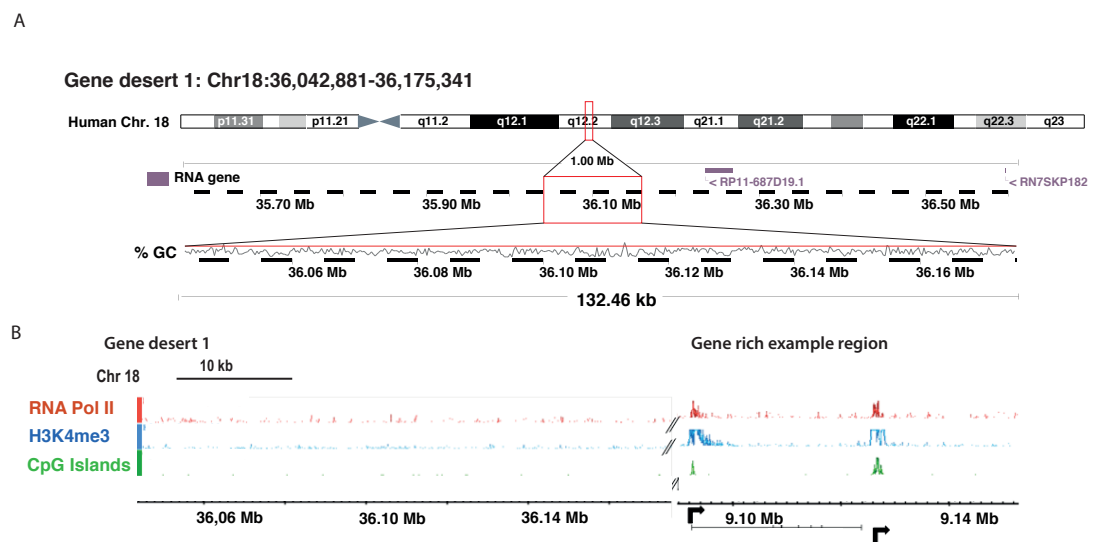 A
Gene desert 1: Chr18:36,042,881-36,175,341
Human Chr. 18
p11.31 p11.21 q11.2 q12.1 q12.2 q12.3 q21.1 q21.2 q22.1 q22.3 q23
1.00 Mb
RNA gene
< RP11-687D19.1
< RN7SKP182
35.70 Mb 35.90 Mb 36.10 Mb 36.30 Mb 36.50 Mb
% GC
36.06 Mb 36.08 Mb 36.10 Mb 36.12 Mb 36.14 Mb 36.16 Mb
132.46 kb
B
Gene desert 1
Gene rich example region
10 kb
Chr 18
RNA Pol II
H3K4me3
CpG Islands
36,06 Mb 36.10 Mb 36.14 Mb 9.10 Mb 9.14 Mb